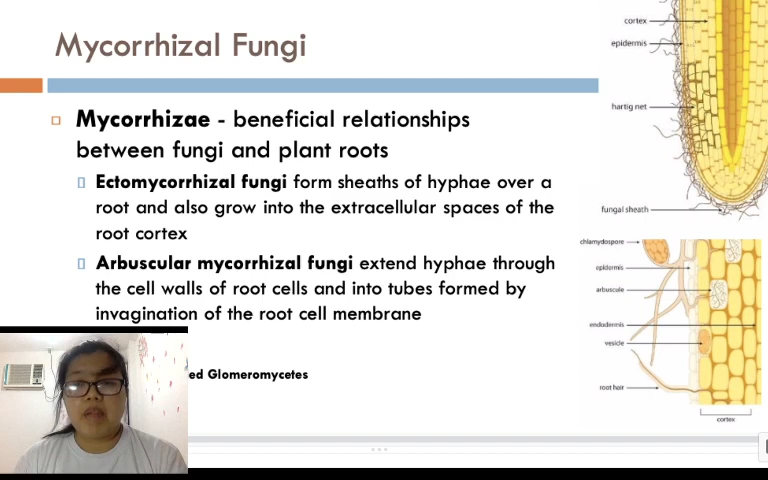 Mycorrhizal Fungi
Mycorrhizae - beneficial relationships
between fungi and plant roots
Ectomycorrhizal fungi form sheaths of hyphae over a
root and also grow into the extracellular spaces of the
root cortex
Arbuscular mycorrhizal fungi extend hyphae through
the cell walls of root cells and into tubes formed by
invagination of the root cell membrane
ed Glomeromycetes
cortex
epidermis
hartig net
fungal sheath
chlamydospore
epidermis
arbuscule
endodermis
vesicle
root hair
cortex